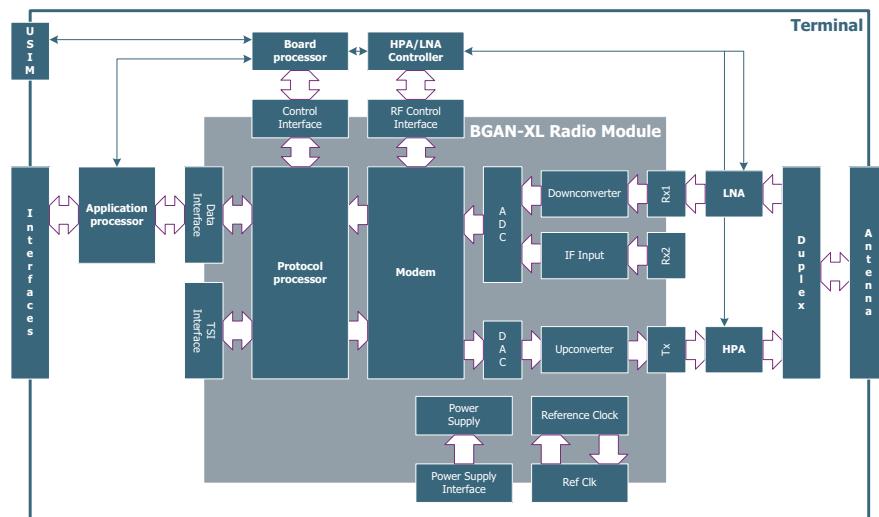 Terminal
USIM
Board
processor
HPA/LNA
Controller
Control
Interface
RF Control
Interface
BGAN-XL Radio Module
Interfaces
Application
processor
Data
Interface
TSI
Interface
Protocol
processor
Modem
ADC
Downconverter
Rx1
LNA
IF Input
Rx2
DAC
Upconverter
Tx
HPA
Duplex
Antenna
Power
Supply
Reference Clock
Power Supply
Interface
Ref Clk